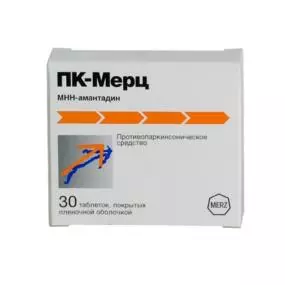 ПК-Мерц
МНН-амантадин
Противопаркинсоническое
средство
30 таблеток, покрытых
пленочной оболочкой
MERZ